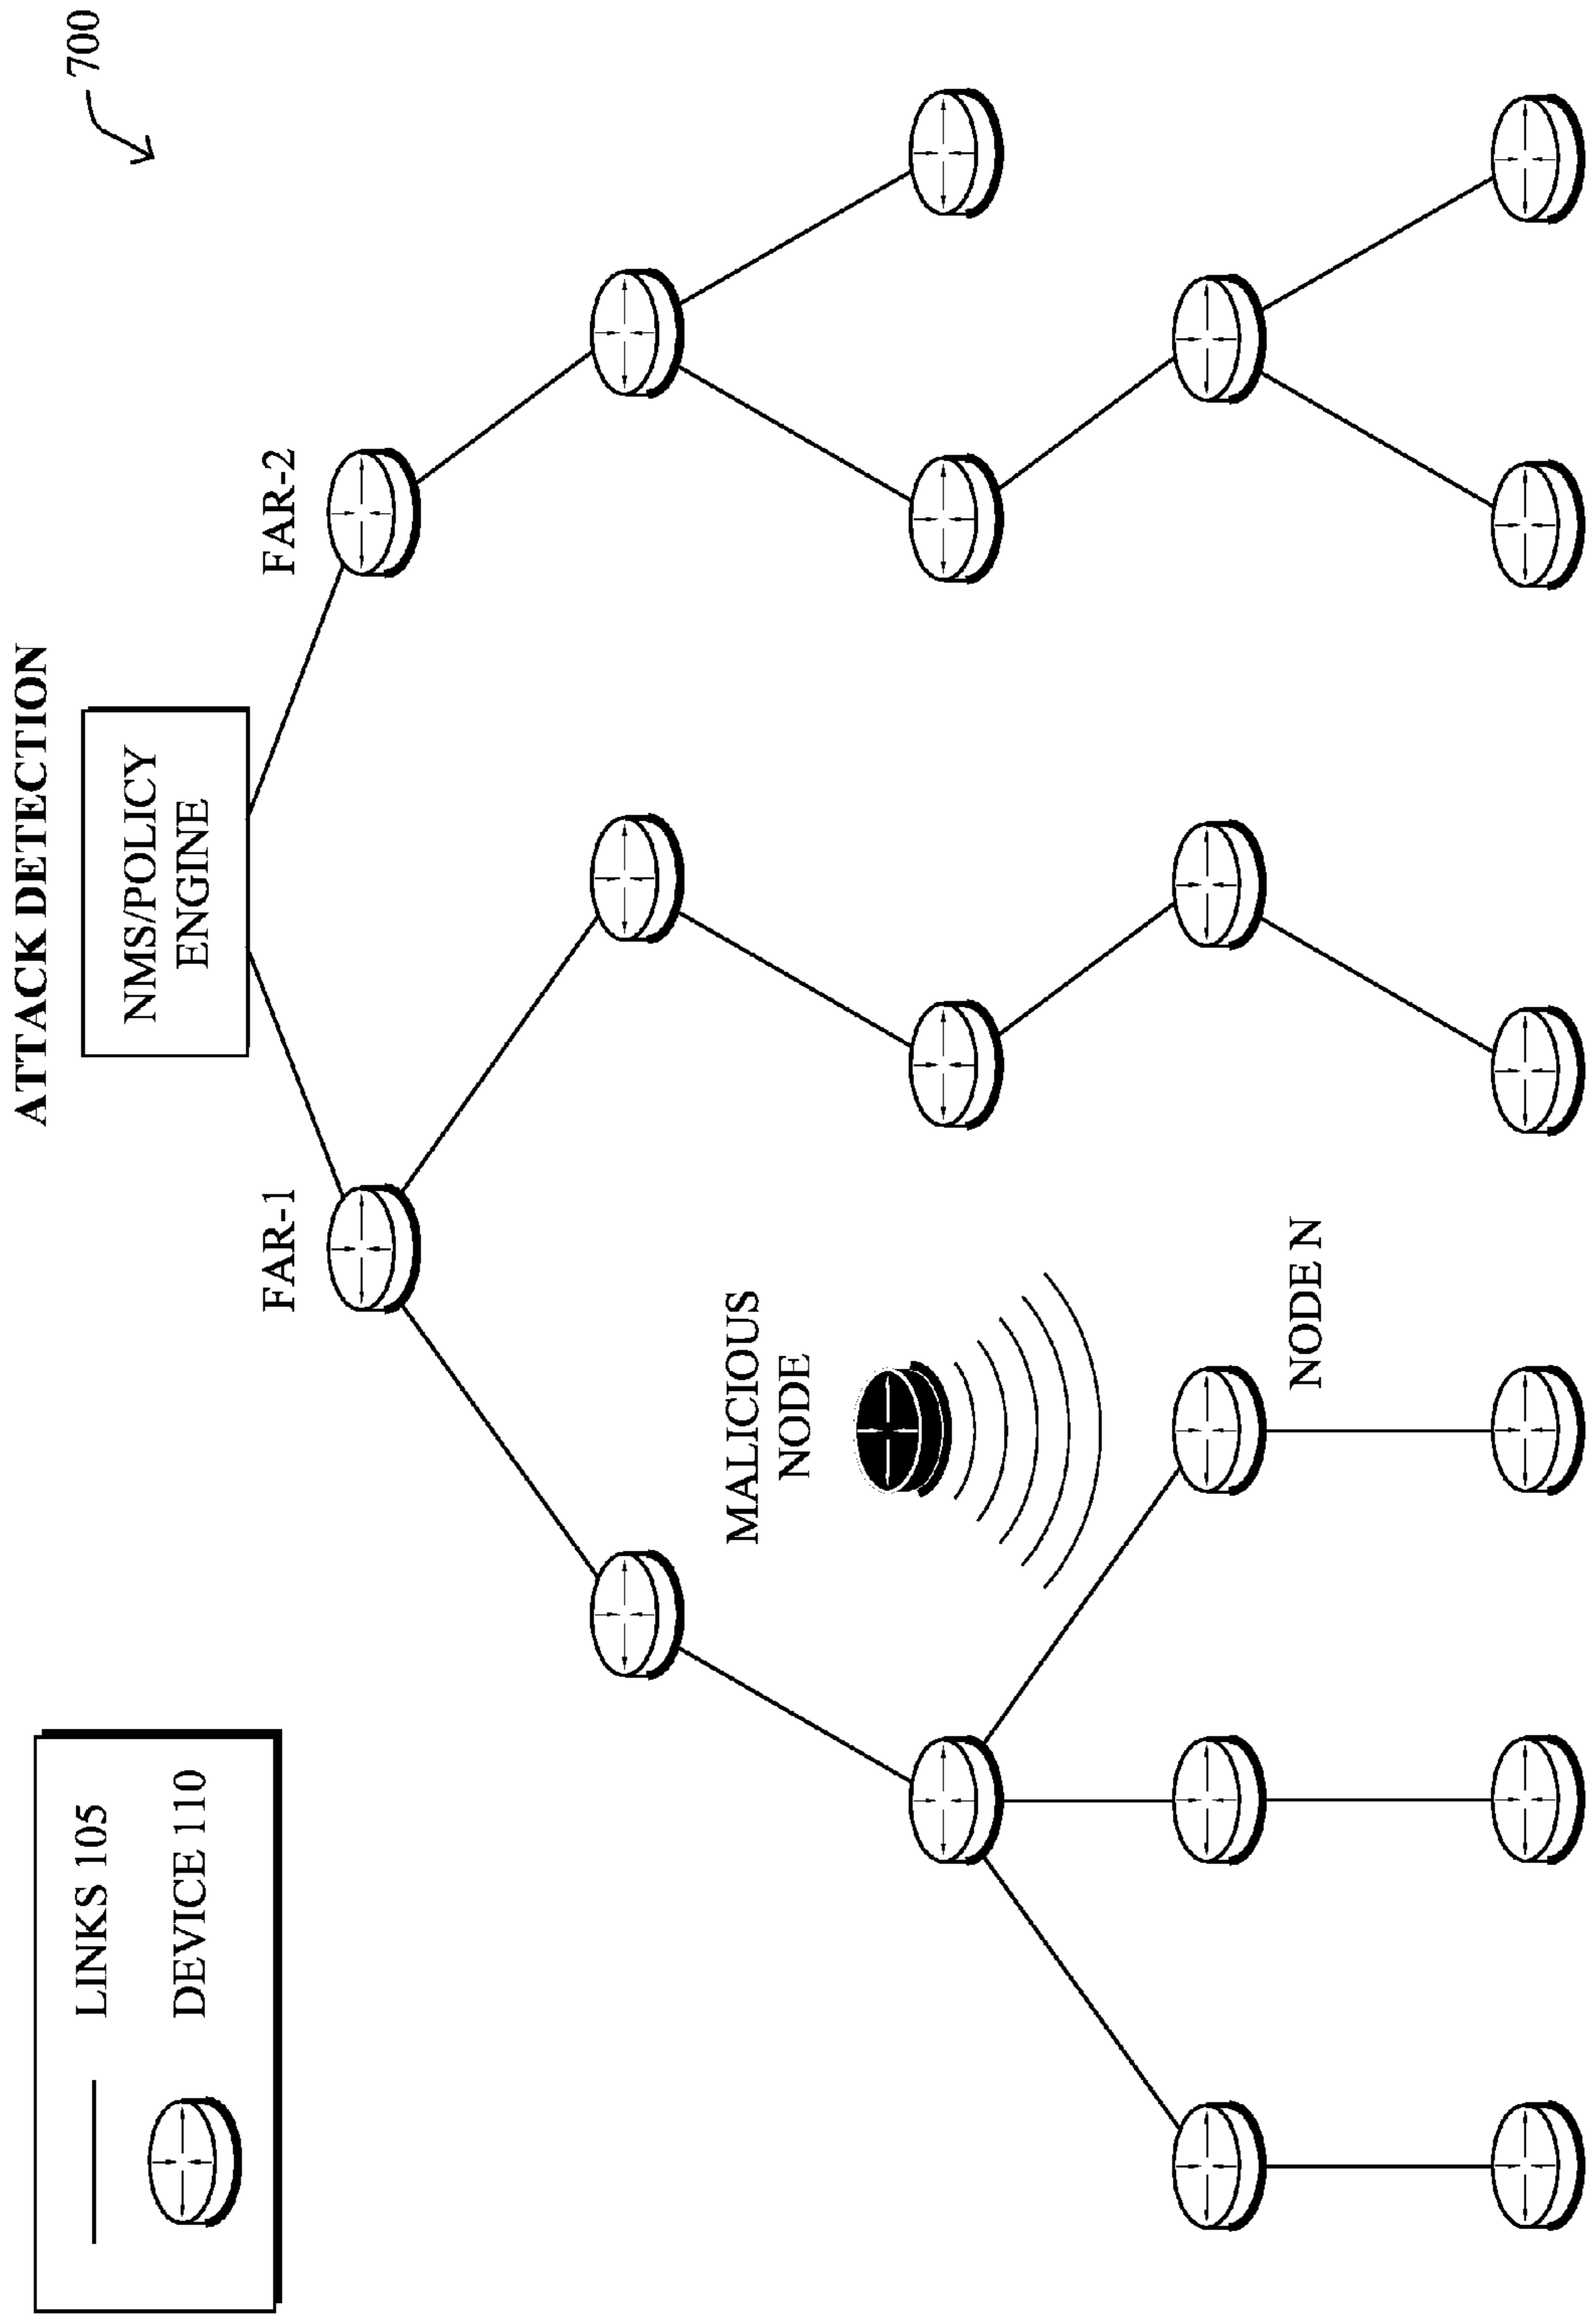 ATTACK DETECTION
700
LINKS 105
DEVICE 110
NMS/POLICY
ENGINE
FAR-1
FAR-2
MALICIOUS
NODE
NODE N